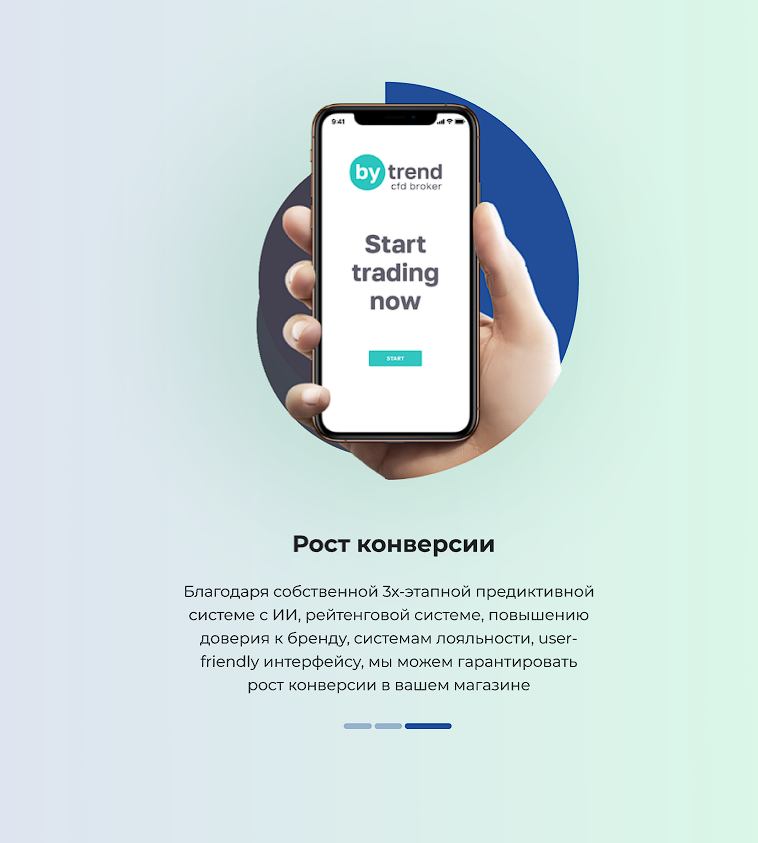 9:41
by trend
cfd broker
Start
trading
now
START
Рост конверсии
Благодаря собственной 3х-этапной предиктивной
системе с ИИ, рейтенговой системе, повышению
доверия к бренду, системам лояльности, user-
friendly интерфейсу, мы можем гарантировать
рост конверсии в вашем магазине